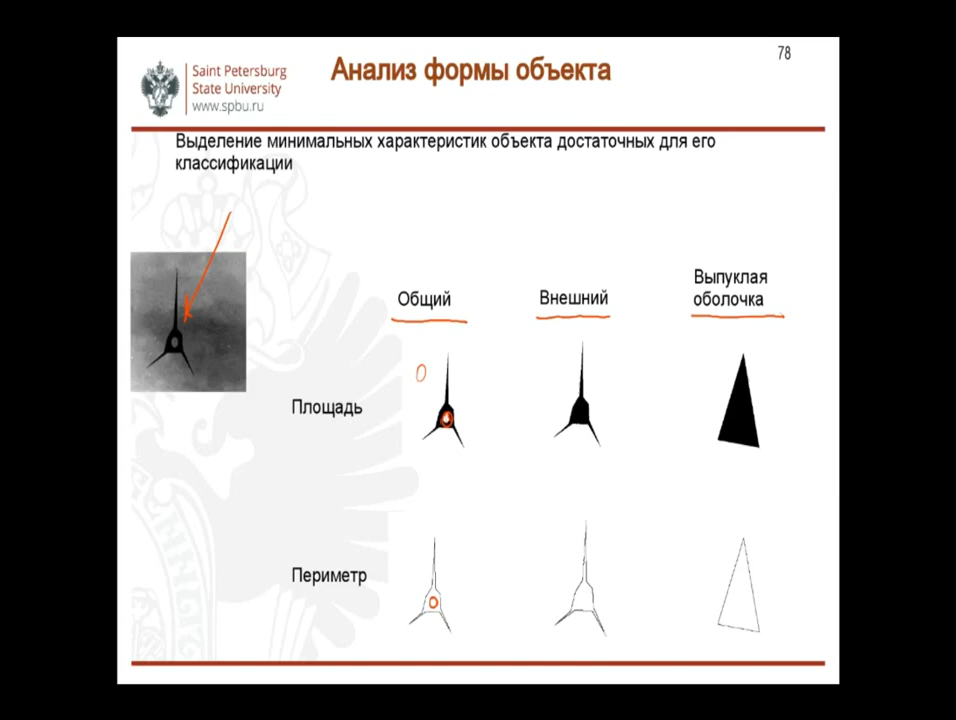 78
Saint Petersburg
State University
www.spbu.ru
Анализ формы объекта
Выделение минимальных характеристик объекта достаточных для его
классификации
Общий
Внешний
Выпуклая
оболочка
Площадь
Периметр